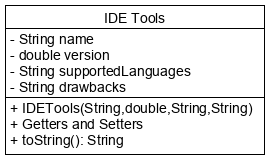 IDE Tools
- String name
- double version
- String supportedLanguages
- String drawbacks
+ IDETools(String,double,String,String)
+ Getters and Setters
+ toString(): String